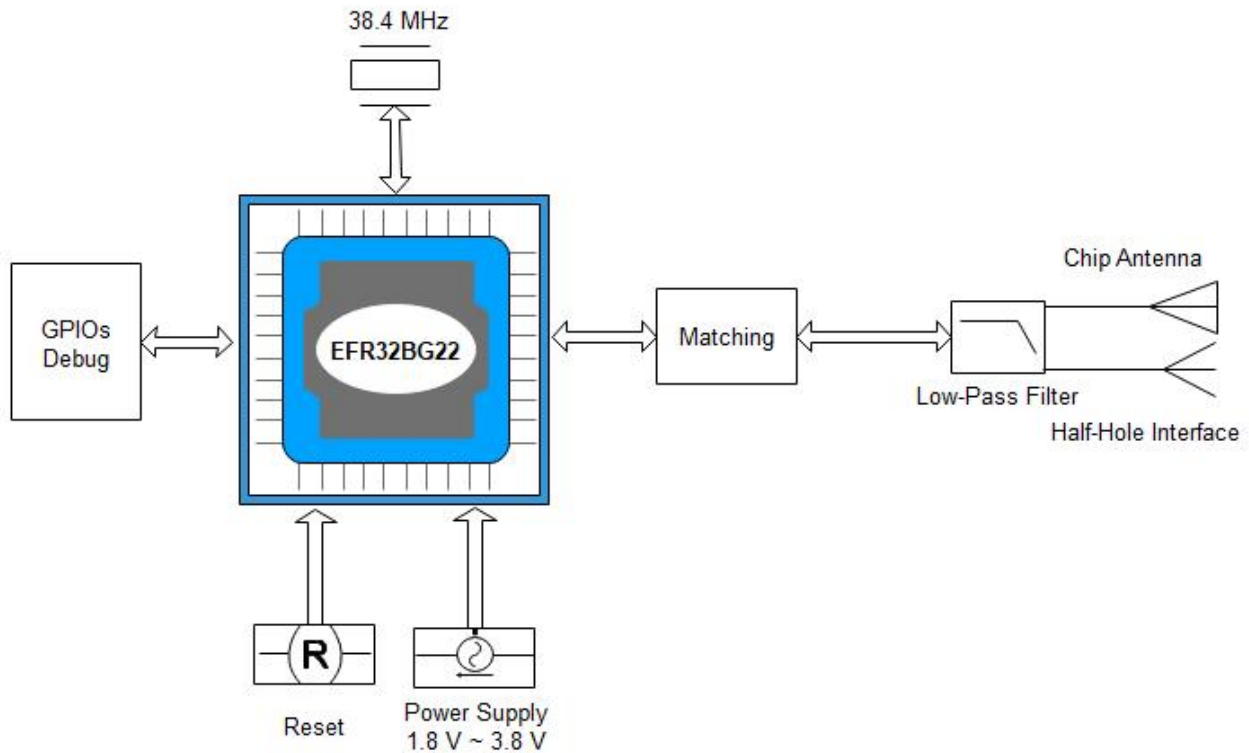 38.4 MHz
GPIOs
Debug
EFR32BG22
Matching
Chip Antenna
Low-Pass Filter
Half-Hole Interface
R
Reset
Power Supply
1.8 V ~ 3.8 V